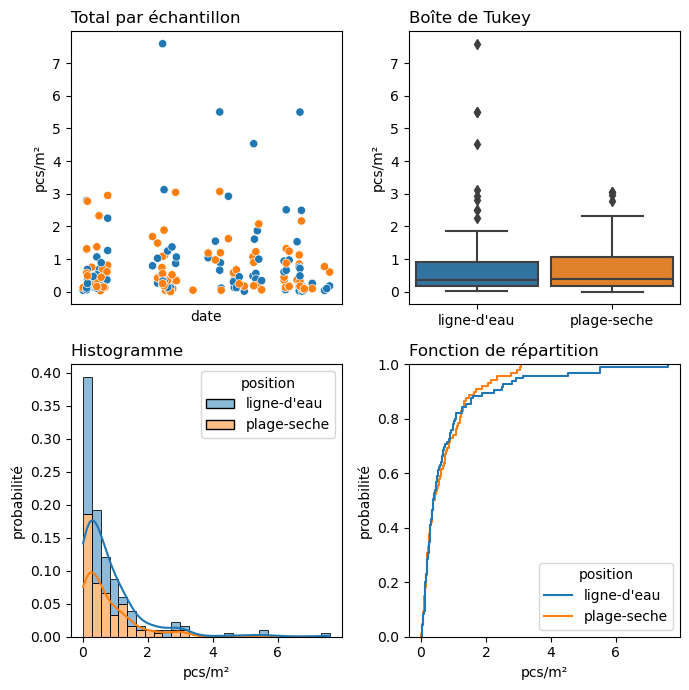 Total par échantillon
pcs/m²
7
6
5
4
3
2
1
0
date
Boîte de Tukey
pcs/m²
7
6
5
4
3
2
1
0
ligne-d'eau plage-seche
Histogramme
probabilité
0.40
0.35
0.30
0.25
0.20
0.15
0.10
0.05
0.00
position
ligne-d'eau
plage-seche
0 2 4 6
pcs/m²
Fonction de répartition
probabilité
1.0
0.8
0.6
0.4
0.2
0.0
position
ligne-d'eau
plage-seche
0 2 4 6
pcs/m²